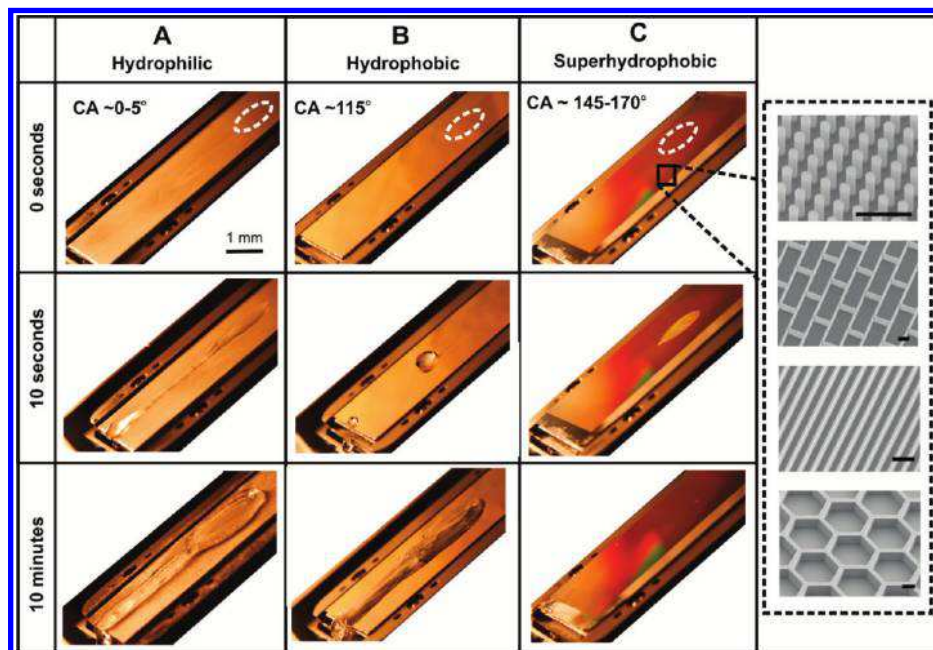 A
Hydrophilic
B
Hydrophobic
C
Superhydrophobic
0 seconds
CA ~0-5°
1 mm
CA ~115°
CA ~ 145-170°
10 seconds
10 minutes